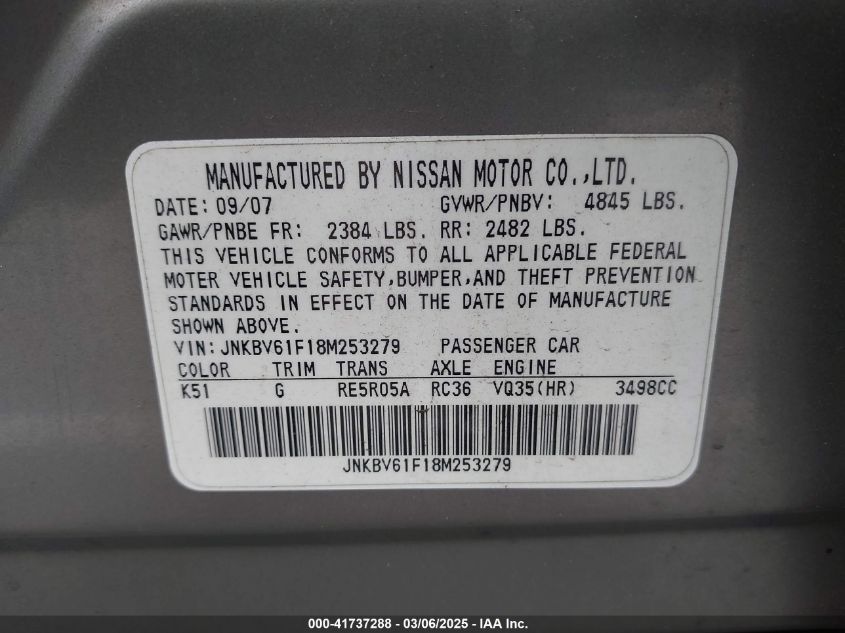 MANUFACTURED BY NISSAN MOTOR CO.,LTD.
DATE: 09/07 GVWR/PNBV: 4845 LBS.
GAWR/PNBE FR: 2384 LBS. RR: 2482 LBS.
THIS VEHICLE CONFORMS TO ALL APPLICABLE FEDERAL
MOTER VEHICLE SAFETY,BUMPER,AND THEFT PREVENTION
STANDARDS IN EFFECT ON THE DATE OF MANUFACTURE
SHOWN ABOVE.
VIN: JNKBV61F18M253279 PASSENGER CAR
COLOR TRIM TRANS AXLE ENGINE
K51 G RE5R05A RC36 VQ35(HR) 3498CC
JNKBV61F18M253279
000-41737288 - 03/06/2025 - IAA Inc.